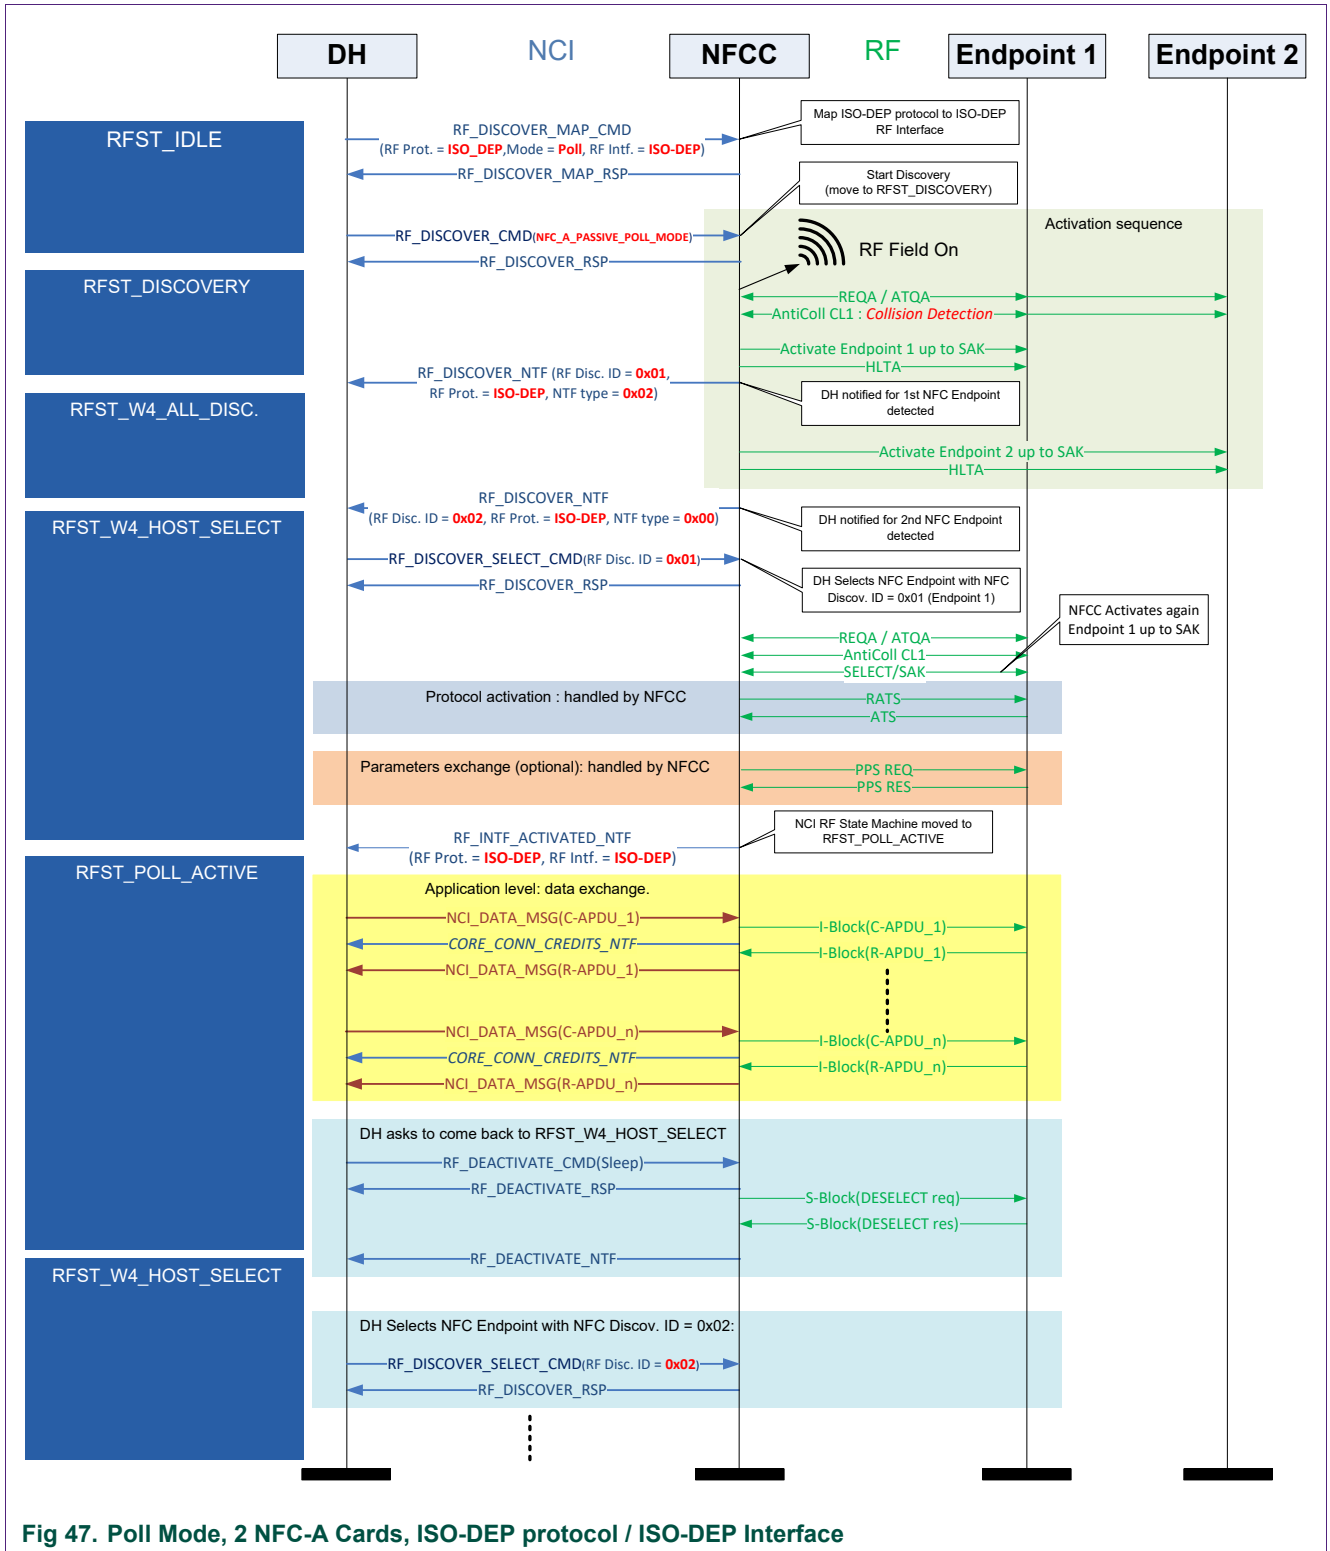 DH
NCI
NFCC
RF
Endpoint 1
Endpoint 2
RFST_IDLE
RF_DISCOVER_MAP_CMD
(RF Prot. = ISO_DEP,Mode = Poll, RF Intf. = ISO-DEP)
Map ISO-DEP protocol to ISO-DEP
RF Interface
RF_DISCOVER_MAP_RSP
Start Discovery
(move to RFST_DISCOVERY)
Activation sequence
RF_DISCOVER_CMD(NFC_A_PASSIVE_POLL_MODE)
RF Field On
RF_DISCOVER_RSP
RFST_DISCOVERY
REQA / ATQA
AntiColl CL1 : Collision Detection
Activate Endpoint 1 up to SAK
HLTA
RF_DISCOVER_NTF (RF Disc. ID = 0x01,
RF Prot. = ISO-DEP, NTF type = 0x02)
DH notified for 1st NFC Endpoint
detected
RFST_W4_ALL_DISC.
Activate Endpoint 2 up to SAK
HLTA
RF_DISCOVER_NTF
(RF Disc. ID = 0x02, RF Prot. = ISO-DEP, NTF type = 0x00)
DH notified for 2nd NFC Endpoint
detected
RFST_W4_HOST_SELECT
RF_DISCOVER_SELECT_CMD(RF Disc. ID = 0x01)
RF_DISCOVER_RSP
DH Selects NFC Endpoint with NFC
Discov. ID = 0x01 (Endpoint 1)
NFCC Activates again
Endpoint 1 up to SAK
REQA / ATQA
AntiColl CL1
SELECT/SAK
Protocol activation : handled by NFCC
RATS
ATS
Parameters exchange (optional): handled by NFCC
PPS REQ
PPS RES
RF_INTF_ACTIVATED_NTF
(RF Prot. = ISO-DEP, RF Intf. = ISO-DEP)
NCI RF State Machine moved to
RFST_POLL_ACTIVE
RFST_POLL_ACTIVE
Application level: data exchange.
NCI_DATA_MSG(C-APDU_1)
I-Block(C-APDU_1)
CORE_CONN_CREDITS_NTF
I-Block(R-APDU_1)
NCI_DATA_MSG(R-APDU_1)
NCI_DATA_MSG(C-APDU_n)
I-Block(C-APDU_n)
CORE_CONN_CREDITS_NTF
I-Block(R-APDU_n)
NCI_DATA_MSG(R-APDU_n)
DH asks to come back to RFST_W4_HOST_SELECT
RF_DEACTIVATE_CMD(Sleep)
RF_DEACTIVATE_RSP
S-Block(DESELECT req)
S-Block(DESELECT res)
RF_DEACTIVATE_NTF
RFST_W4_HOST_SELECT
DH Selects NFC Endpoint with NFC Discov. ID = 0x02:
RF_DISCOVER_SELECT_CMD(RF Disc. ID = 0x02)
RF_DISCOVER_RSP
Fig 47. Poll Mode, 2 NFC-A Cards, ISO-DEP protocol / ISO-DEP Interface